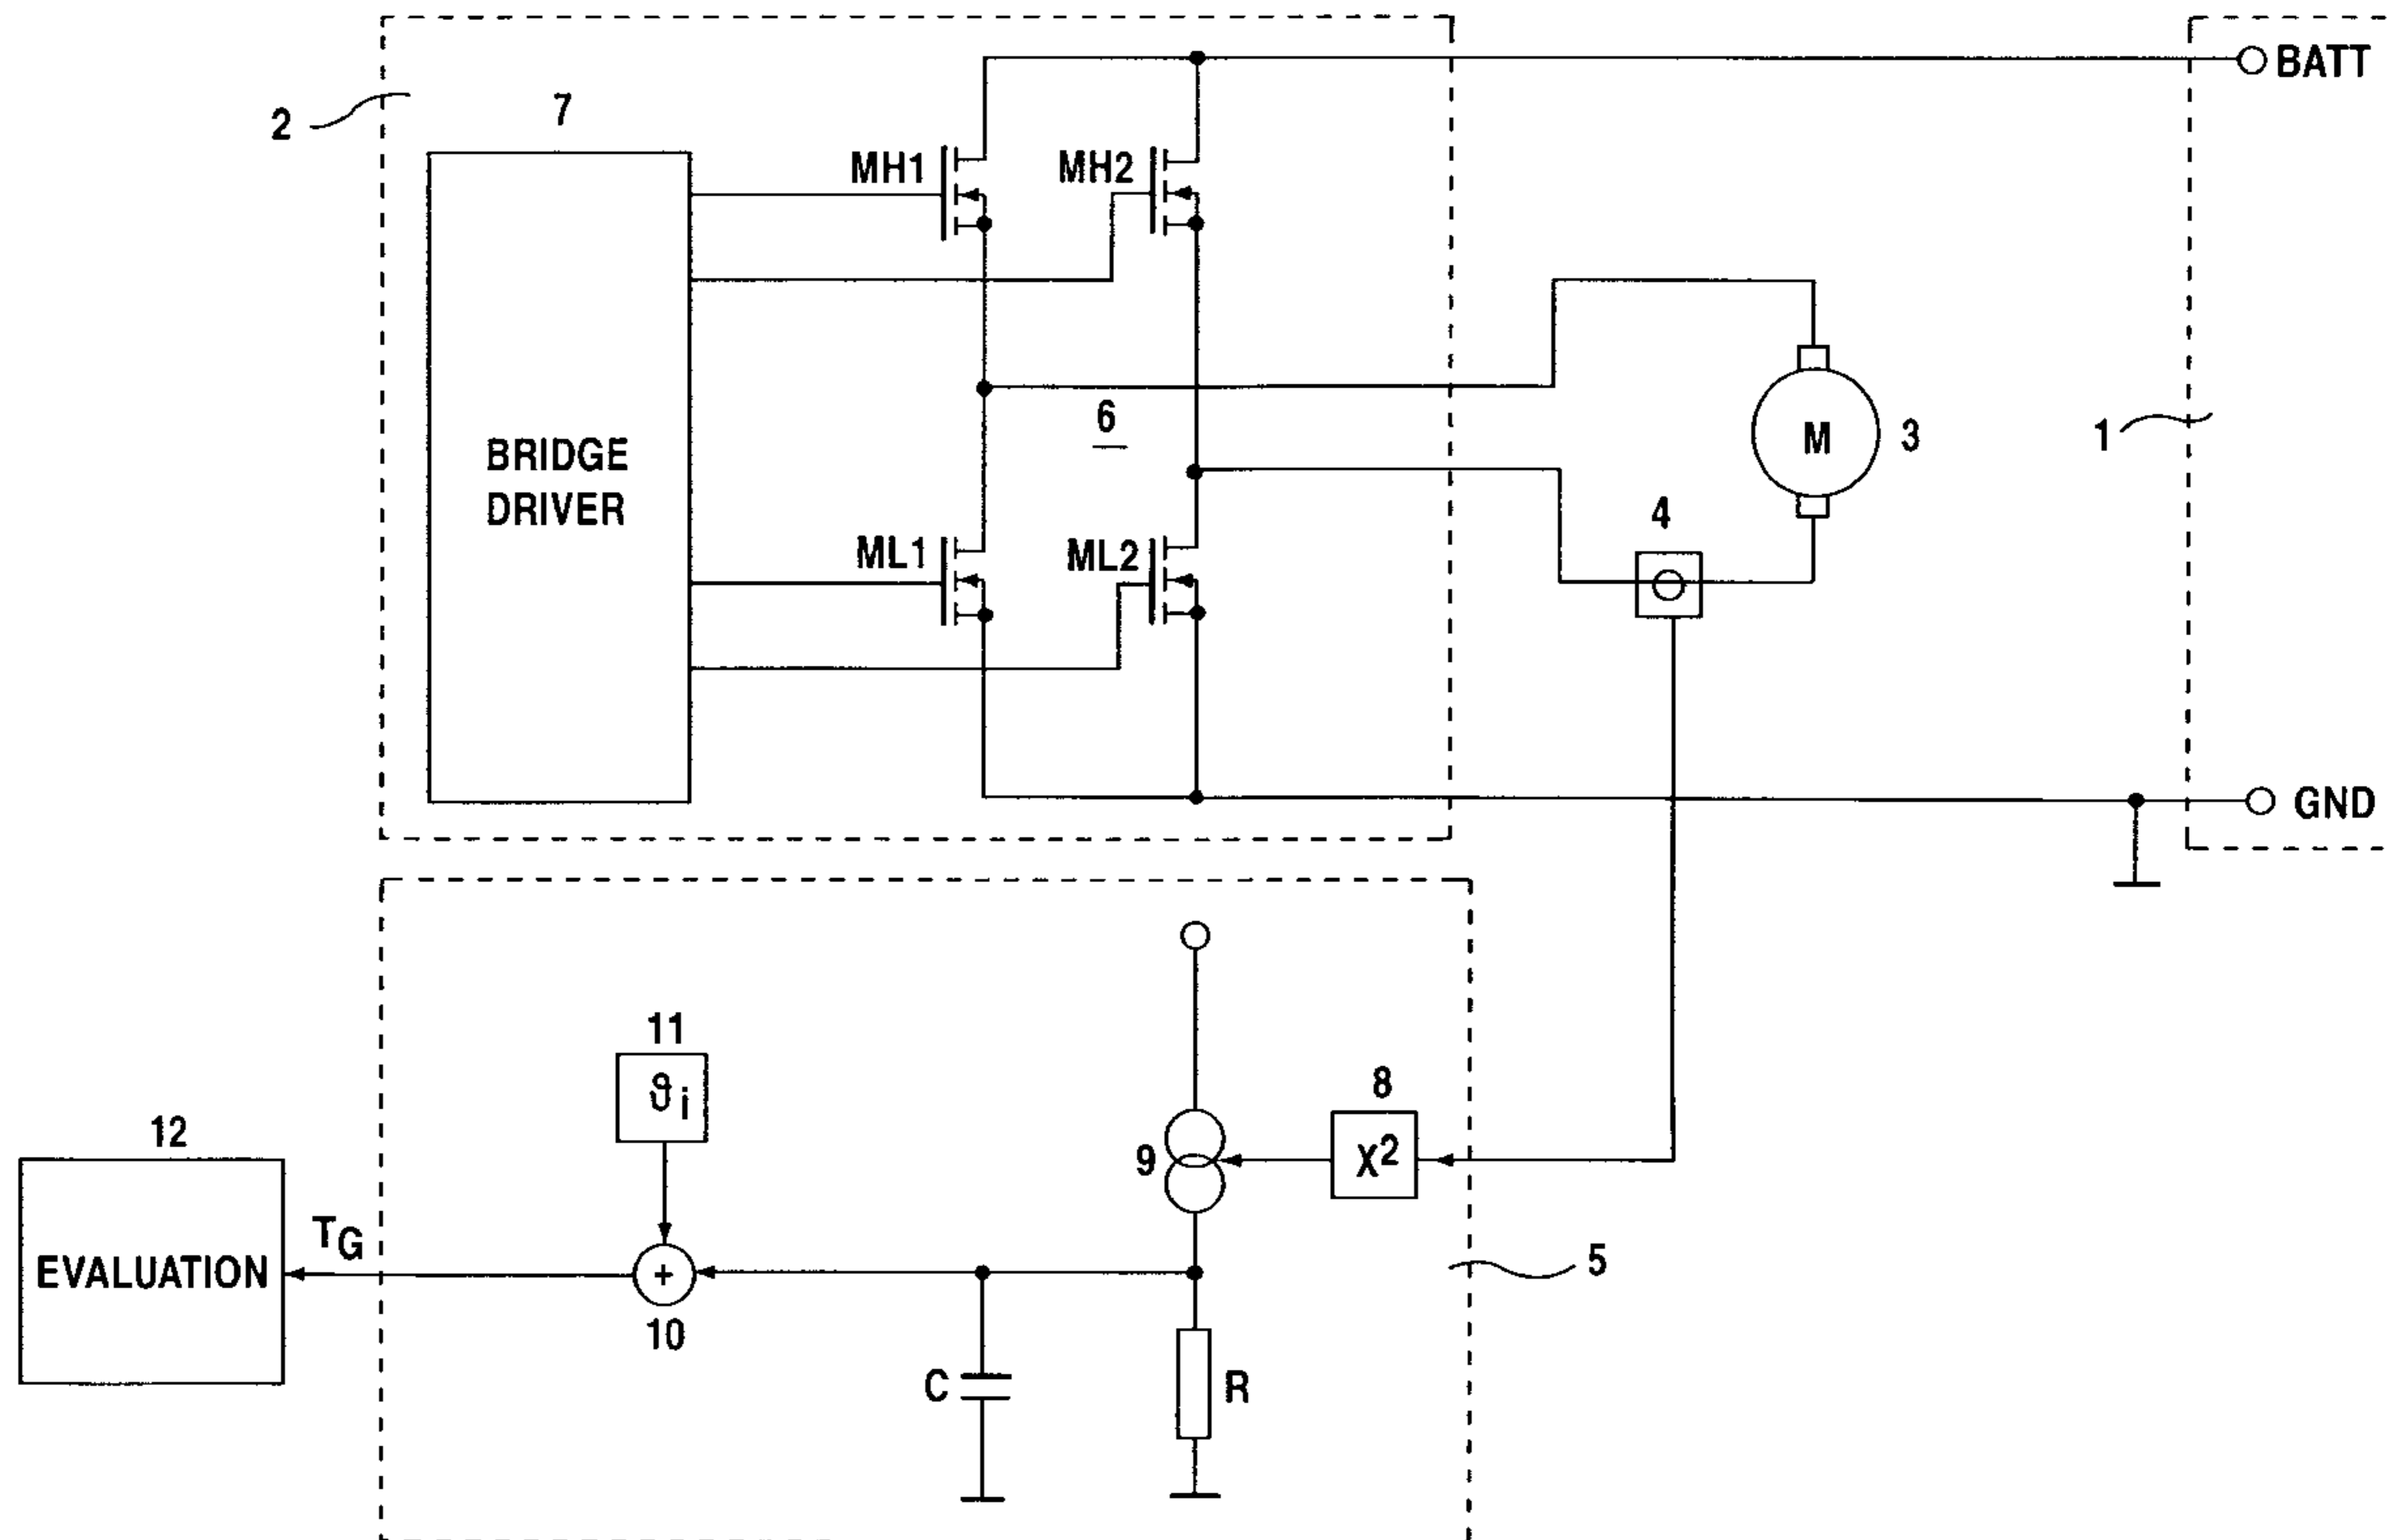 BATT
2
7
MH1
MH2
6
M
3
1
BRIDGE
DRIVER
4
ML1
ML2
GND
11
ϑi
8
X²
12
9
TG
5
EVALUATION
+
10
C
R